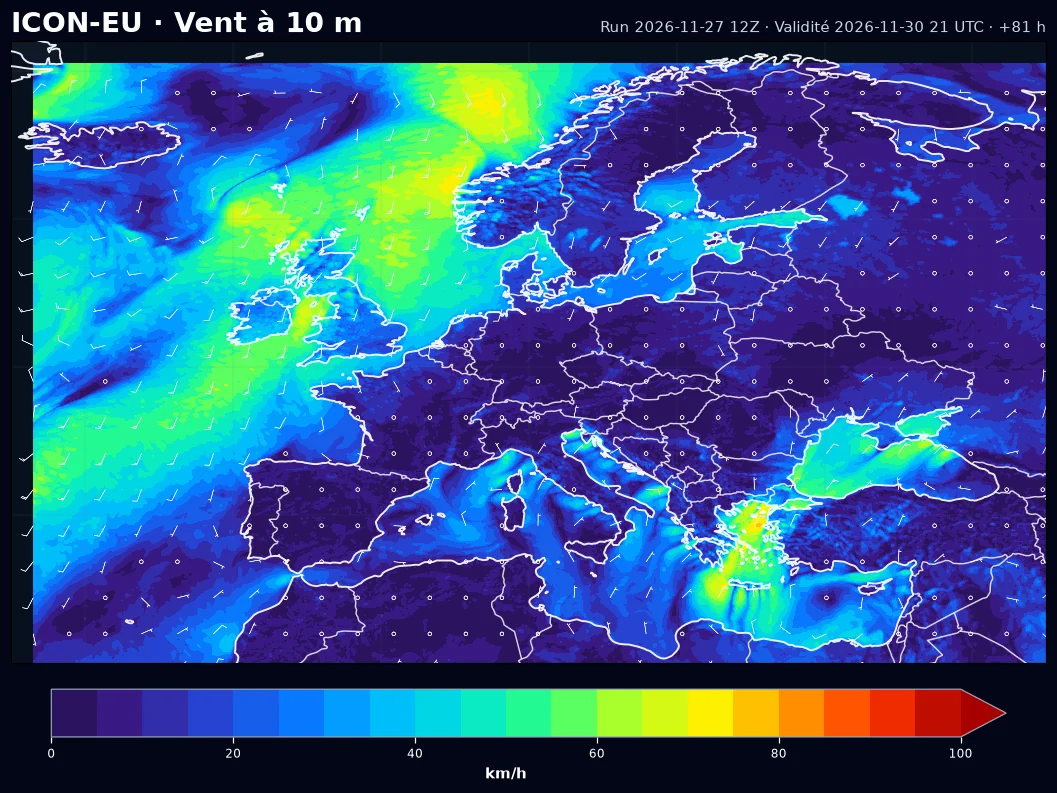 ICON-EU · Vent à 10 m
Run 2026-11-27 12Z · Validité 2026-11-30 21 UTC · +81 h
0 20 40 60 80 100
km/h